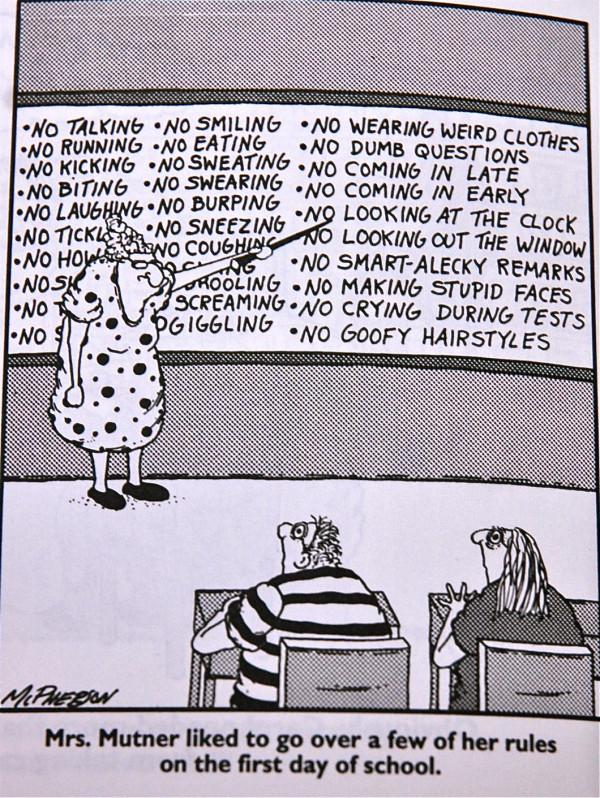 •NO TALKING
•NO RUNNING
•NO KICKING
•NO BITING
•NO LAUGHING
•NO TICKL
•NO HOW
•NO
•NO
•NO
•NO SMILING
•NO EATING
•NO SWEATING
•NO SWEARING
•NO BURPING
•NO SNEEZING
NO COUGHING
ROOLING
SCREAMING
GIGGLING
•NO WEARING WEIRD CLOTHES
•NO DUMB QUESTIONS
•NO COMING IN LATE
•NO COMING IN EARLY
•NO LOOKING AT THE CLOCK
NO LOOKING OUT THE WINDOW
•NO SMART-ALECKY REMARKS
•NO MAKING STUPID FACES
•NO CRYING DURING TESTS
•NO GOOFY HAIRSTYLES
McPHERSON
Mrs. Mutner liked to go over a few of her rules
on the first day of school.